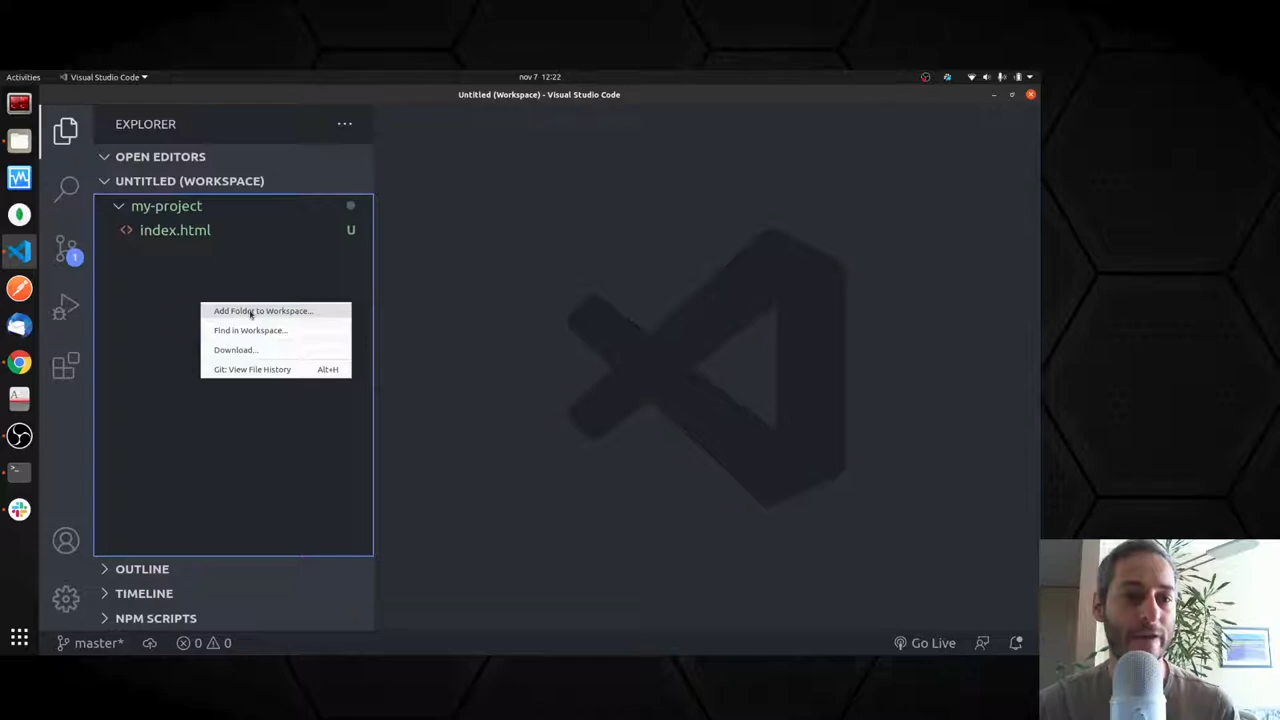 Activities
Visual Studio Code
nov 7 12:22
Untitled (Workspace) - Visual Studio Code
EXPLORER
OPEN EDITORS
UNTITLED (WORKSPACE)
my-project
index.html U
1
Add Folder to Workspace...
Find in Workspace...
Download...
Git: View File History Alt+H
OUTLINE
TIMELINE
NPM SCRIPTS
master* 0 0 Go Live